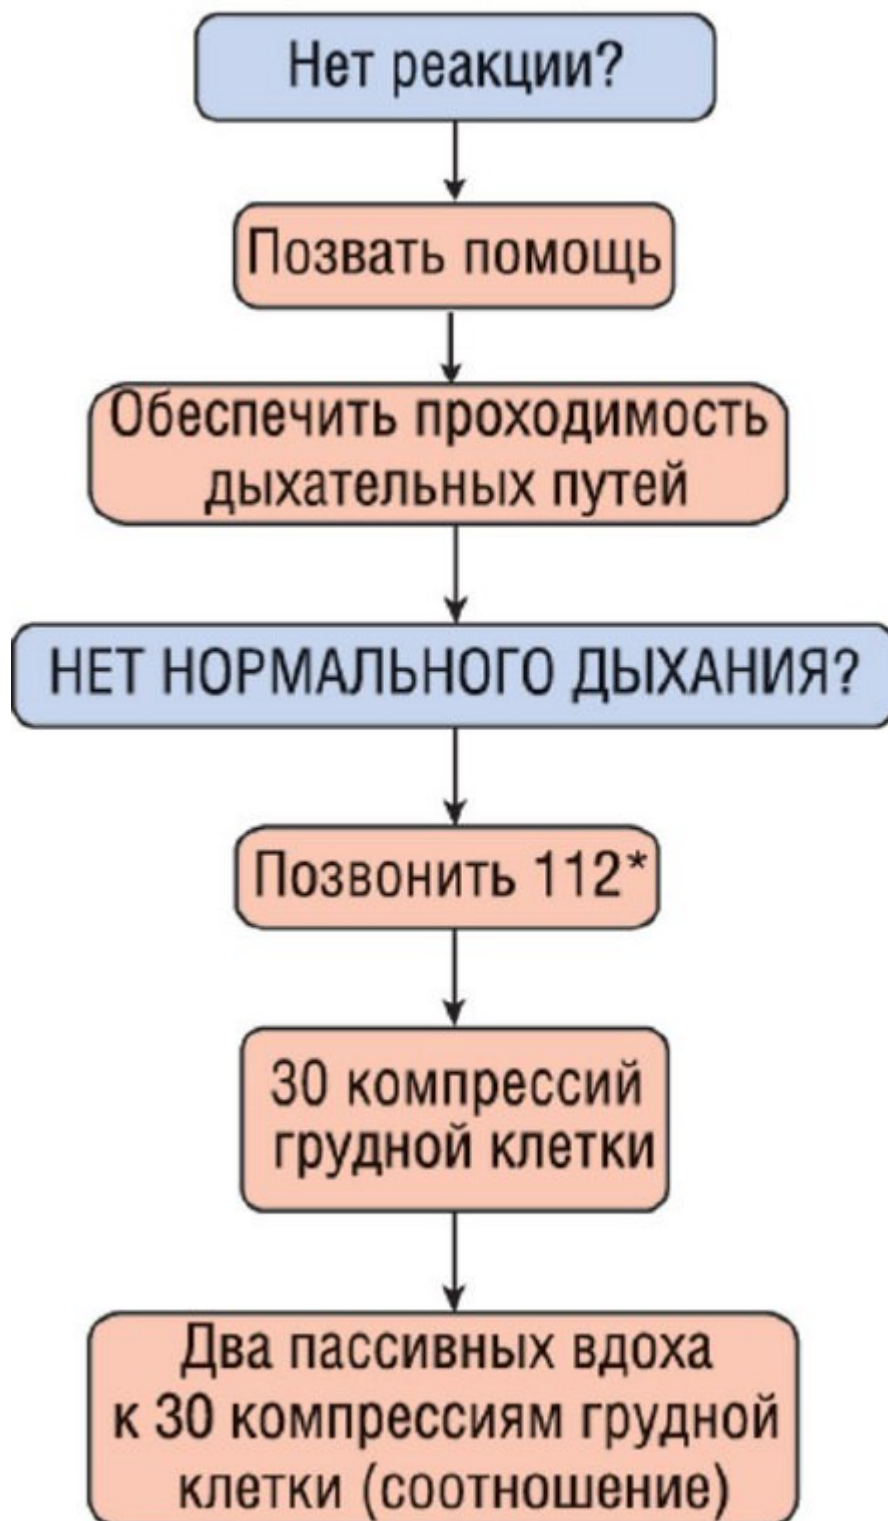 Нет реакции?
Позвать помощь
Обеспечить проходимость
дыхательных путей
НЕТ НОРМАЛЬНОГО ДЫХАНИЯ?
Позвонить 112*
30 компрессий
грудной клетки
Два пассивных вдоха
к 30 компрессиям грудной
клетки (соотношение)